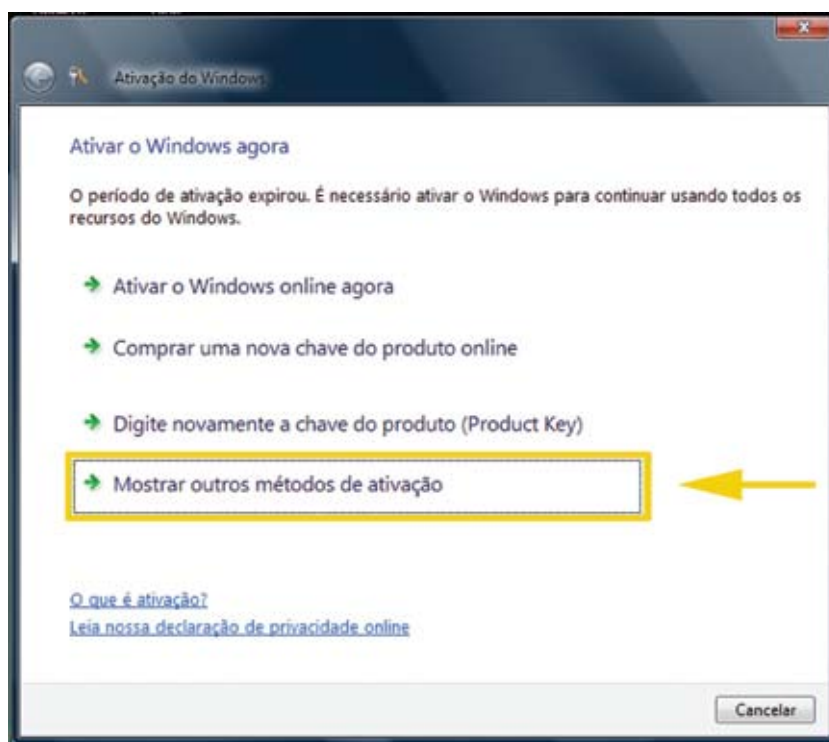 Ativação do Windows
Ativar o Windows agora
O período de ativação expirou. É necessário ativar o Windows para continuar usando todos os
recursos do Windows.
Ativar o Windows online agora
Comprar uma nova chave do produto online
Digite novamente a chave do produto (Product Key)
Mostrar outros métodos de ativação
O que é ativação?
Leia nossa declaração de privacidade online
Cancelar